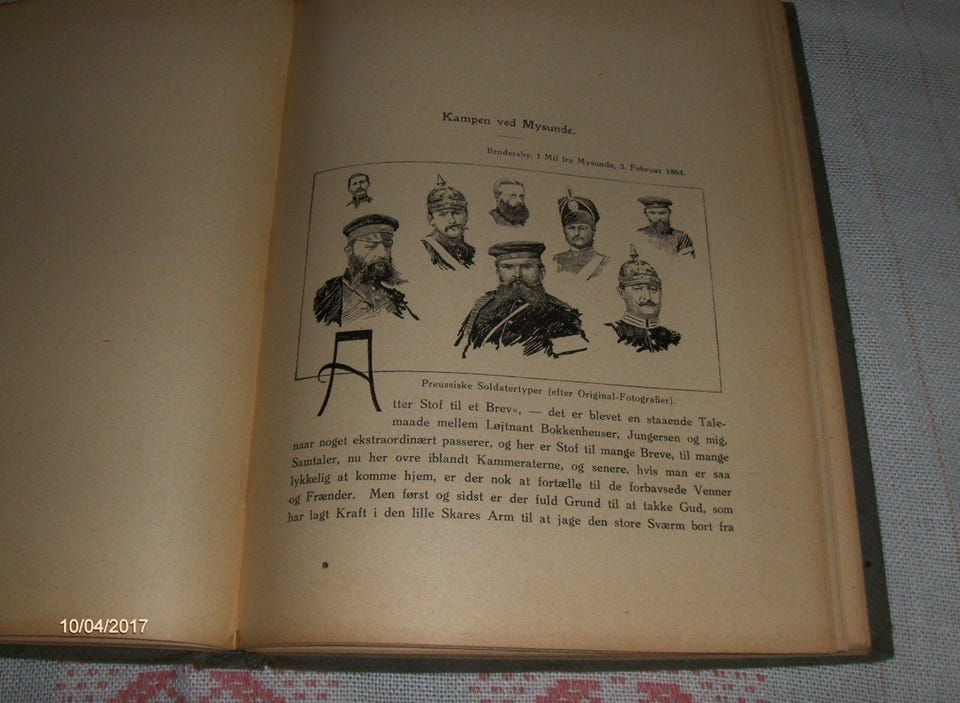 Kampen ved Mysunde.
Brodersby, 1 Mil fra Mysunde, 3. Februar 1864.
Preussiske Soldatertyper (efter Original-Fotografier).
Atter Stof til et Brev«, — det er blevet en staaende Tale-
maade mellem Løjtnant Bokkenheuser, Jungersen og mig,
naar noget ekstraordinært passerer, og her er Stof til mange Breve, til mange
Samtaler, nu her ovre iblandt Kammeraterne, og senere, hvis man er saa
lykkelig at komme hjem, er der nok at fortælle til de forbavsede Venner
og Frænder. Men først og sidst er der fuld Grund til at takke Gud, som
har lagt Kraft i den lille Skares Arm til at jage den store Sværm bort fra
10/04/2017